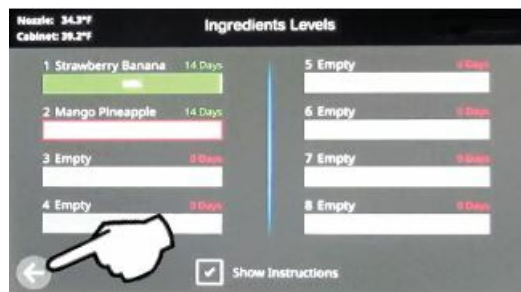 Nozzle: 34.3°F
Cabinet: 39.2°F
Ingredients Levels
1 Strawberry Banana 14 Days
2 Mango Pineapple 14 Days
3 Empty 0 Days
4 Empty 0 Days
5 Empty 0 Days
6 Empty 0 Days
7 Empty 0 Days
8 Empty 0 Days
Show Instructions